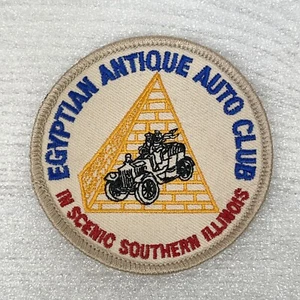 EGYPTIAN ANTIQUE AUTO CLUB
IN SCENIC SOUTHERN ILLINOIS